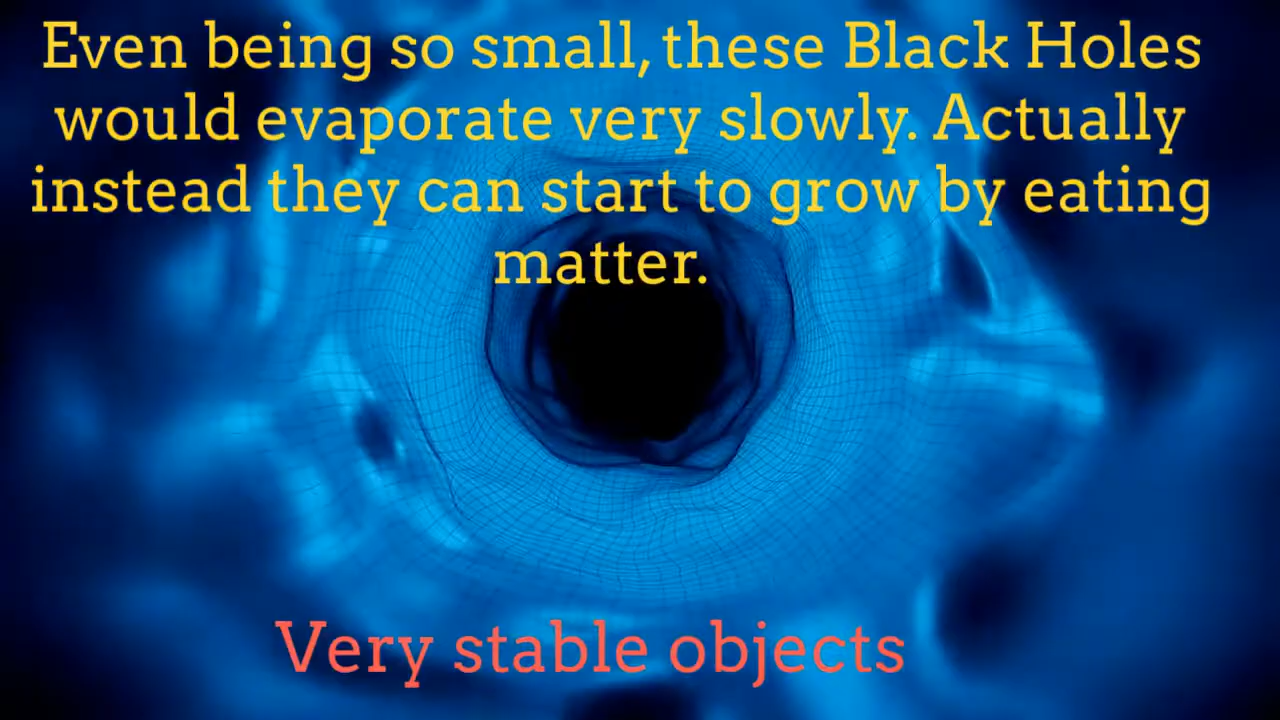 Even being so small, these Black Holes
would evaporate very slowly. Actually
instead they can start to grow by eating
matter.
Very stable objects